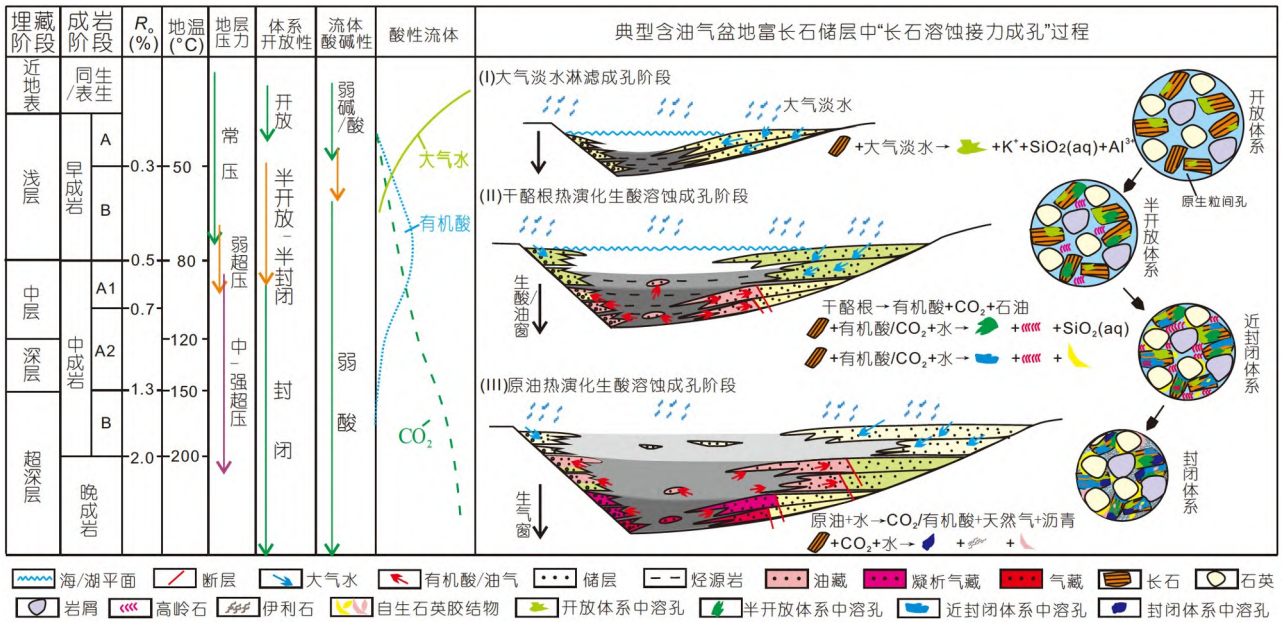 埋藏阶段
成岩阶段
Rₒ(%)
地温(°C)
地层压力
体系开放性
流体酸碱性
酸性流体
典型含油气盆地富长石储层中“长石溶蚀接力成孔”过程
近地表
同生/表生
浅层
早成岩
A
B
中层
深层
中成岩
A1
A2
B
超深层
晚成岩
0.3
0.5
0.7
1.3
2.0
50
80
120
150
200
常压
弱超压
中-强超压
开放
半开放-半封闭
封闭
弱碱/酸
弱酸
大气水
有机酸
CO₂
(I)大气淡水淋滤成孔阶段
大气淡水
+大气淡水→ +K⁺+SiO2(aq)+Al³⁺
(II)干酪根热演化生酸溶蚀成孔阶段
生酸/油窗
干酪根→有机酸+CO₂+石油
+有机酸/CO₂+水→ + +SiO₂(aq)
+有机酸/CO₂+水→ + +
(III)原油热演化生酸溶蚀成孔阶段
生气窗
原油+水→CO₂/有机酸+天然气+沥青
+CO₂+水→ + +
开放体系
原生粒间孔
半开放体系
近封闭体系
封闭体系
海/湖平面 断层 大气水 有机酸/油气 储层 烃源岩 油藏 凝析气藏 气藏 长石 石英
岩屑 高岭石 伊利石 自生石英胶结物 开放体系中溶孔 半开放体系中溶孔 近封闭体系中溶孔 封闭体系中溶孔